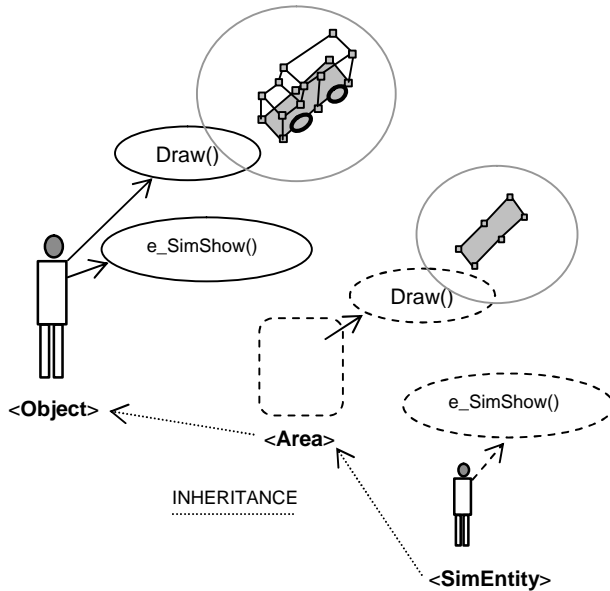 Draw()
e_SimShow()
Draw()
<Object>
e_SimShow()
<Area>
INHERITANCE
<SimEntity>